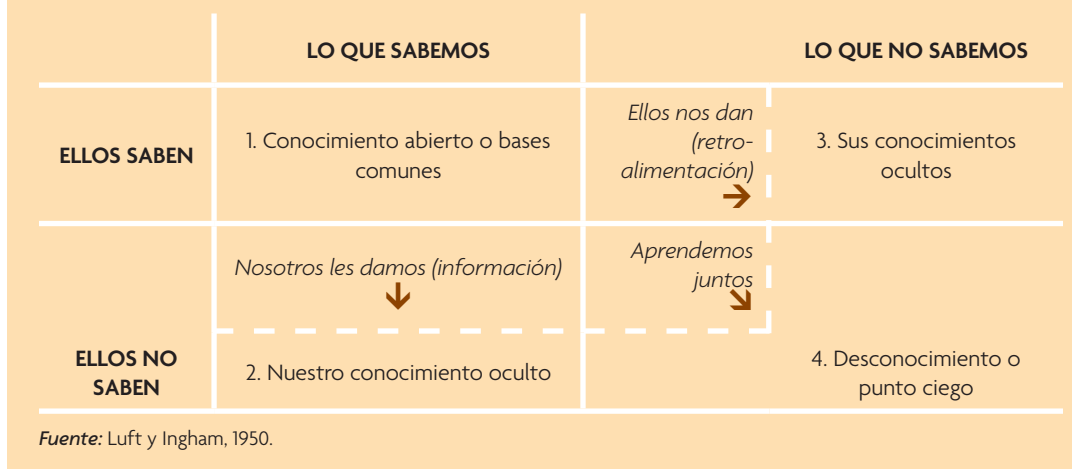 LO QUE SABEMOS
LO QUE NO SABEMOS
ELLOS SABEN
1. Conocimiento abierto o bases
comunes
Ellos nos dan
(retro-
alimentación)
3. Sus conocimientos
ocultos
Nosotros les damos (información)
Aprendemos
juntos
ELLOS NO
SABEN
2. Nuestro conocimiento oculto
4. Desconocimiento o
punto ciego
Fuente: Luft y Ingham, 1950.